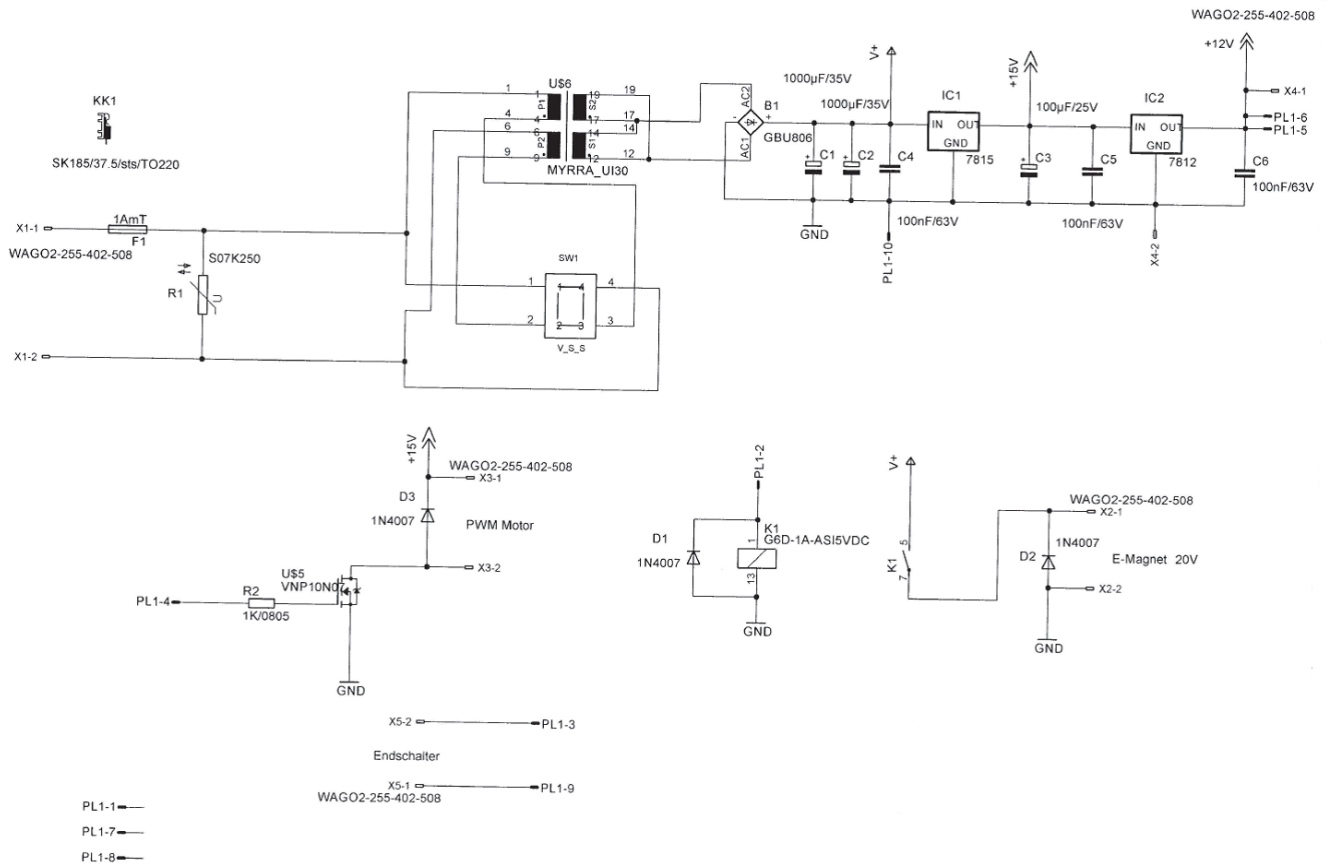 WAGO2-255-402-508
+12V
V+
+15V
1000µF/35V
1000µF/35V
100µF/25V
IC1
IC2
X4-1
PL1-6
PL1-5
U$6
1
1
P1
S2
19
19
4
4
17
17
6
6
P2
S1
14
14
9
9
12
12
MYRRA_UI30
AC2
B1
-
+
AC1
GBU806
IN
OUT
GND
7815
IN
OUT
GND
7812
C1
C2
C4
C3
C5
C6
100nF/63V
100nF/63V
100nF/63V
GND
PL1-10
X4-2
KK1
SK185/37.5/sts/TO220
X1-1
1AmT
F1
WAGO2-255-402-508
S07K250
R1
U
X1-2
SW1
1
1
4
4
2
2
3
3
V_S_S
+15V
WAGO2-255-402-508
X3-1
D3
1N4007
PWM Motor
U$5
VNP10N07
X3-2
PL1-4
R2
1K/0805
GND
PL1-2
D1
1N4007
K1
G6D-1A-ASI5VDC
1
13
GND
V+
5
K1
7
WAGO2-255-402-508
X2-1
1N4007
D2
E-Magnet 20V
X2-2
GND
X5-2
PL1-3
Endschalter
X5-1
PL1-9
WAGO2-255-402-508
PL1-1
PL1-7
PL1-8